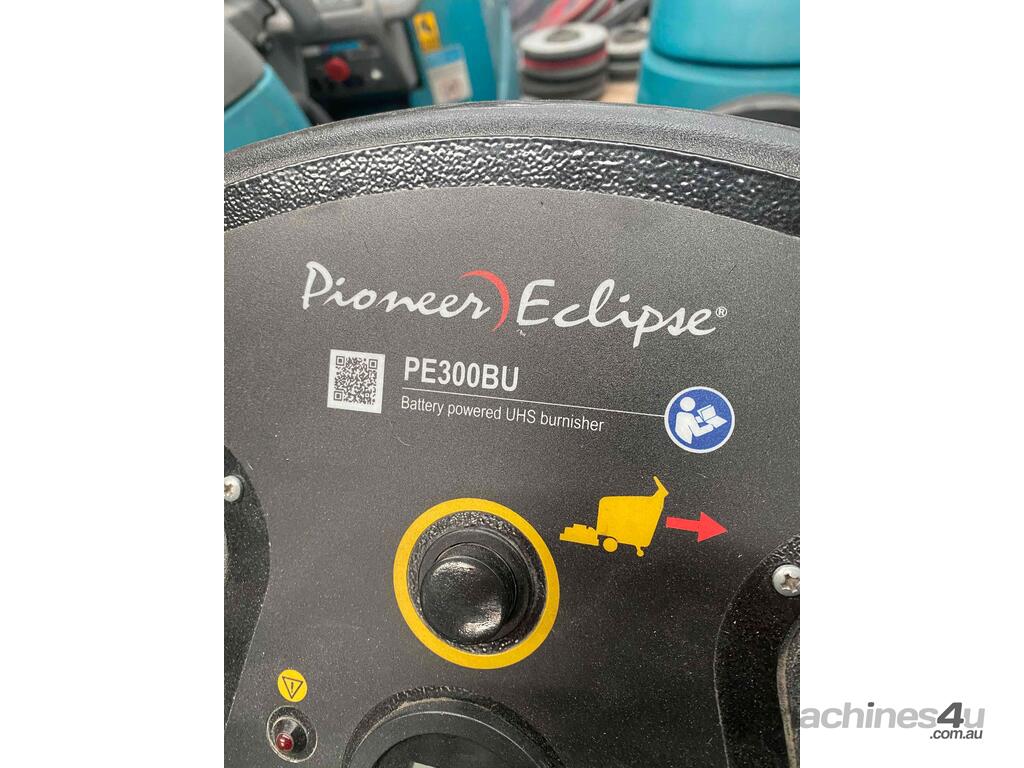 Pioneer Eclipse®
PE300BU
Battery powered UHS burnisher
achines4u
.com.au